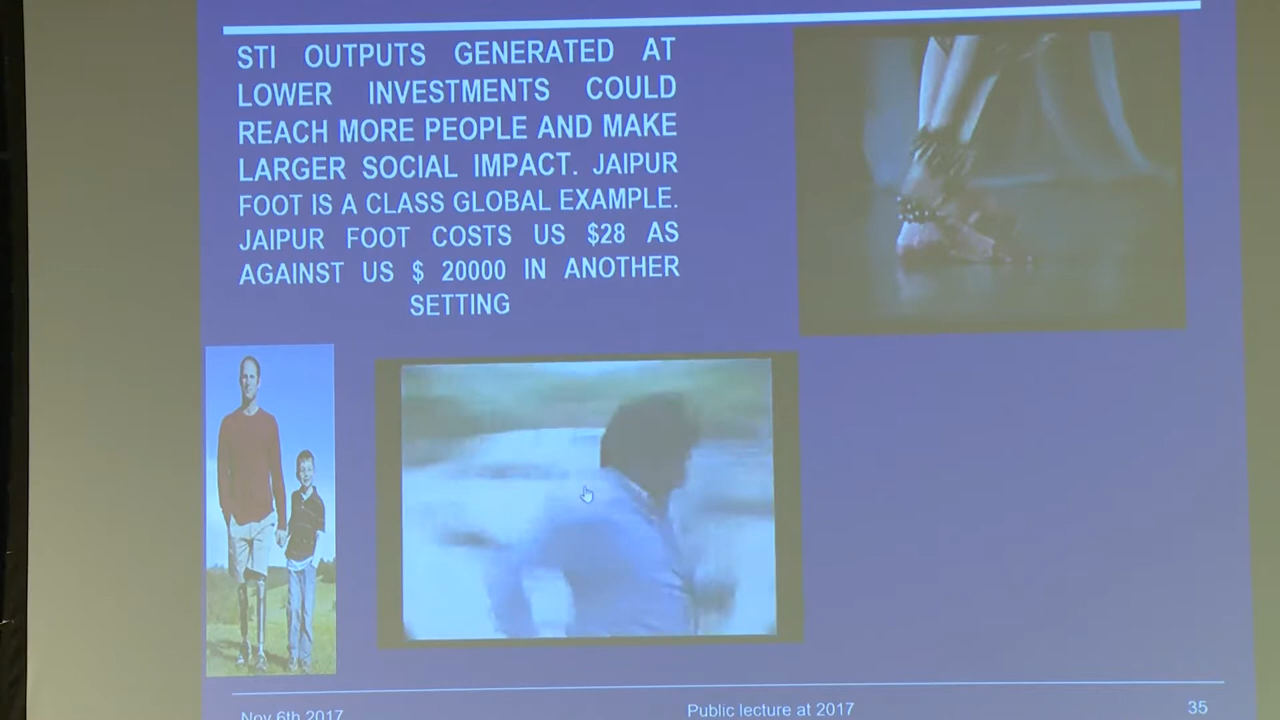 STI OUTPUTS GENERATED AT
LOWER INVESTMENTS COULD
REACH MORE PEOPLE AND MAKE
LARGER SOCIAL IMPACT. JAIPUR
FOOT IS A CLASS GLOBAL EXAMPLE.
JAIPUR FOOT COSTS US $28 AS
AGAINST US $ 20000 IN ANOTHER
SETTING
Nov 6th 2017
Public lecture at 2017
35